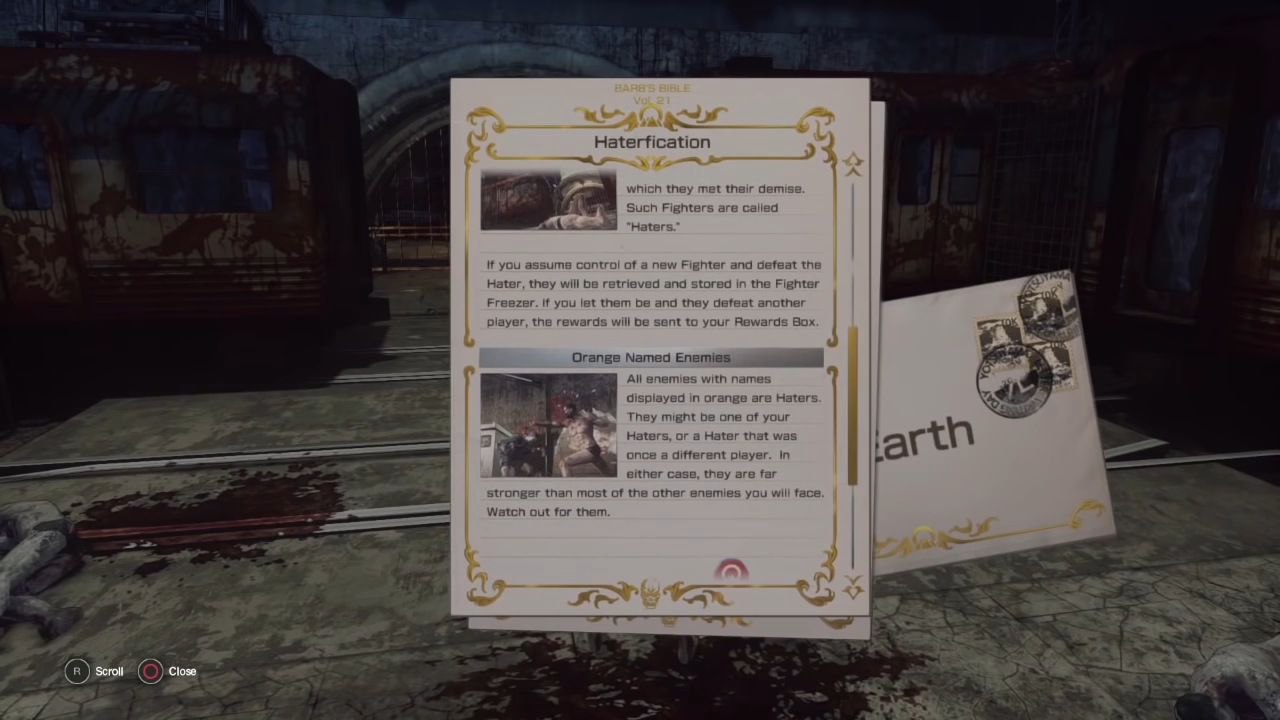 BARB'S BIBLE
Vol. 21
Haterfication
which they met their demise.
Such Fighters are called
"Haters."
If you assume control of a new Fighter and defeat the
Hater, they will be retrieved and stored in the Fighter
Freezer. If you let them be and they defeat another
player, the rewards will be sent to your Rewards Box.
Orange Named Enemies
All enemies with names
displayed in orange are Haters.
They might be one of your
Haters, or a Hater that was
once a different player. In
either case, they are far
stronger than most of the other enemies you will face.
Watch out for them.
Earth
R Scroll Close